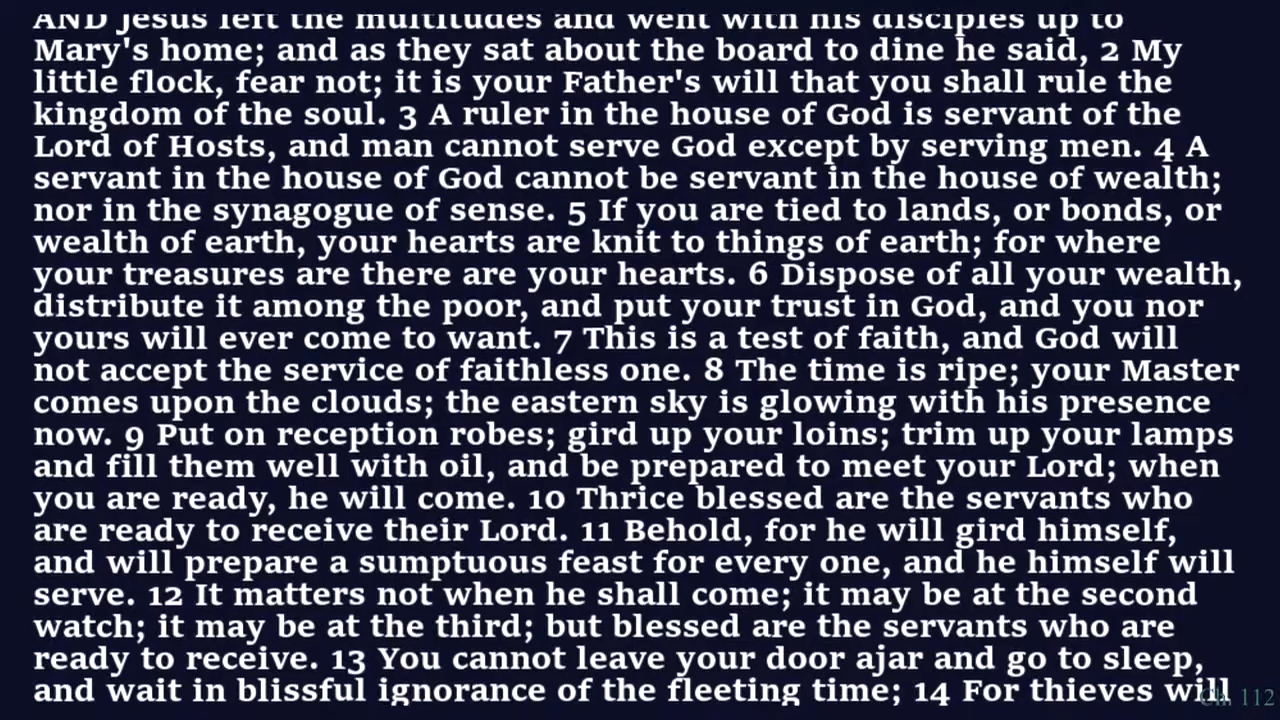 AND Jesus left the multitudes and went with his disciples up to
Mary's home; and as they sat about the board to dine he said, 2 My
little flock, fear not; it is your Father's will that you shall rule the
kingdom of the soul. 3 A ruler in the house of God is servant of the
Lord of Hosts, and man cannot serve God except by serving men. 4 A
servant in the house of God cannot be servant in the house of wealth;
nor in the synagogue of sense. 5 If you are tied to lands, or bonds, or
wealth of earth, your hearts are knit to things of earth; for where
your treasures are there are your hearts. 6 Dispose of all your wealth,
distribute it among the poor, and put your trust in God, and you nor
yours will ever come to want. 7 This is a test of faith, and God will
not accept the service of faithless one. 8 The time is ripe; your Master
comes upon the clouds; the eastern sky is glowing with his presence
now. 9 Put on reception robes; gird up your loins; trim up your lamps
and fill them well with oil, and be prepared to meet your Lord; when
you are ready, he will come. 10 Thrice blessed are the servants who
are ready to receive their Lord. 11 Behold, for he will gird himself,
and will prepare a sumptuous feast for every one, and he himself will
serve. 12 It matters not when he shall come; it may be at the second
watch; it may be at the third; but blessed are the servants who are
ready to receive. 13 You cannot leave your door ajar and go to sleep,
and wait in blissful ignorance of the fleeting time; 14 For thieves will
Ch. 112